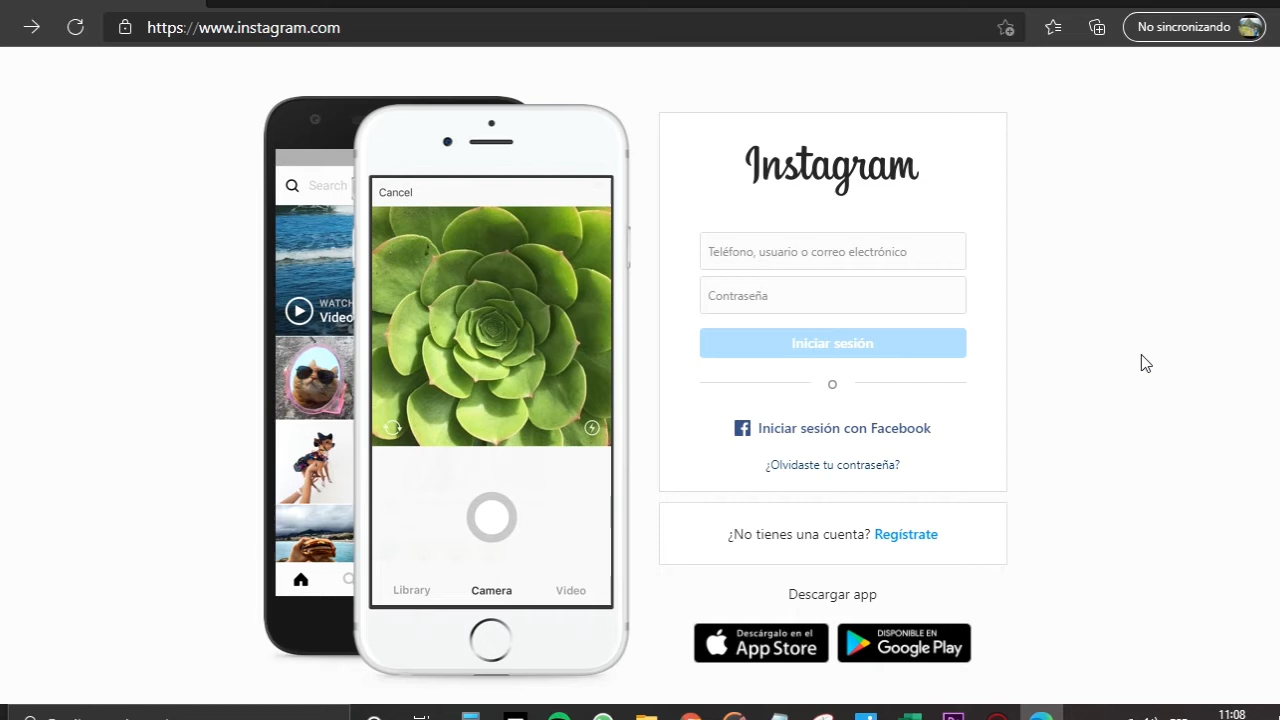 https://www.instagram.com
No sincronizando
Search
WATCH
Video
Cancel
Library
Camera
Video
Instagram
Teléfono, usuario o correo electrónico
Contraseña
Iniciar sesión
O
Iniciar sesión con Facebook
¿Olvidaste tu contraseña?
¿No tienes una cuenta? Regístrate
Descargar app
Descárgalo en el
App Store
DISPONIBLE EN
Google Play
11:08